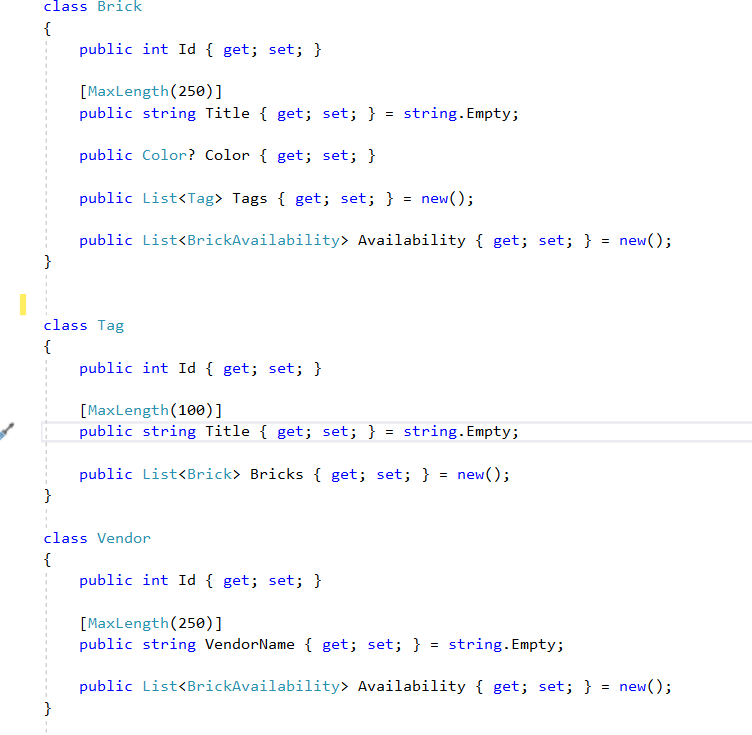 class Brick
{
public int Id { get; set; }
[MaxLength(250)]
public string Title { get; set; } = string.Empty;
public Color? Color { get; set; }
public List<Tag> Tags { get; set; } = new();
public List<BrickAvailability> Availability { get; set; } = new();
}
class Tag
{
public int Id { get; set; }
[MaxLength(100)]
public string Title { get; set; } = string.Empty;
public List<Brick> Bricks { get; set; } = new();
}
class Vendor
{
public int Id { get; set; }
[MaxLength(250)]
public string VendorName { get; set; } = string.Empty;
public List<BrickAvailability> Availability { get; set; } = new();
}